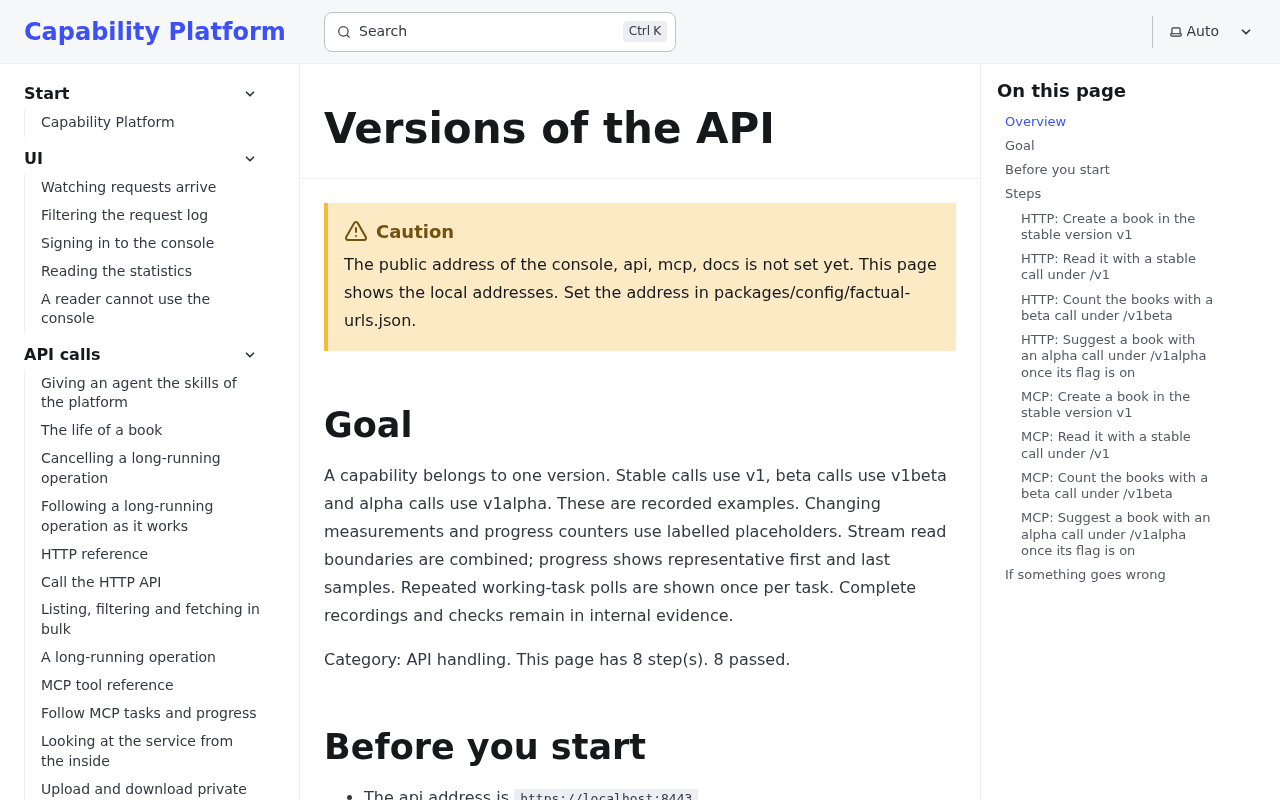 Capability Platform
Search
Ctrl K
Auto
Start
Capability Platform
UI
Watching requests arrive
Filtering the request log
Signing in to the console
Reading the statistics
A reader cannot use the
console
API calls
Giving an agent the skills of
the platform
The life of a book
Cancelling a long-running
operation
Following a long-running
operation as it works
HTTP reference
Call the HTTP API
Listing, filtering and fetching in
bulk
A long-running operation
MCP tool reference
Follow MCP tasks and progress
Looking at the service from
the inside
Upload and download private
Versions of the API
Caution
The public address of the console, api, mcp, docs is not set yet. This page
shows the local addresses. Set the address in packages/config/factual-
urls.json.
Goal
A capability belongs to one version. Stable calls use v1, beta calls use v1beta
and alpha calls use v1alpha. These are recorded examples. Changing
measurements and progress counters use labelled placeholders. Stream read
boundaries are combined; progress shows representative first and last
samples. Repeated working-task polls are shown once per task. Complete
recordings and checks remain in internal evidence.
Category: API handling. This page has 8 step(s). 8 passed.
Before you start
The api address is https://localhost:8443
On this page
Overview
Goal
Before you start
Steps
HTTP: Create a book in the
stable version v1
HTTP: Read it with a stable
call under /v1
HTTP: Count the books with a
beta call under /v1beta
HTTP: Suggest a book with
an alpha call under /v1alpha
once its flag is on
MCP: Create a book in the
stable version v1
MCP: Read it with a stable
call under /v1
MCP: Count the books with a
beta call under /v1beta
MCP: Suggest a book with an
alpha call under /v1alpha
once its flag is on
If something goes wrong